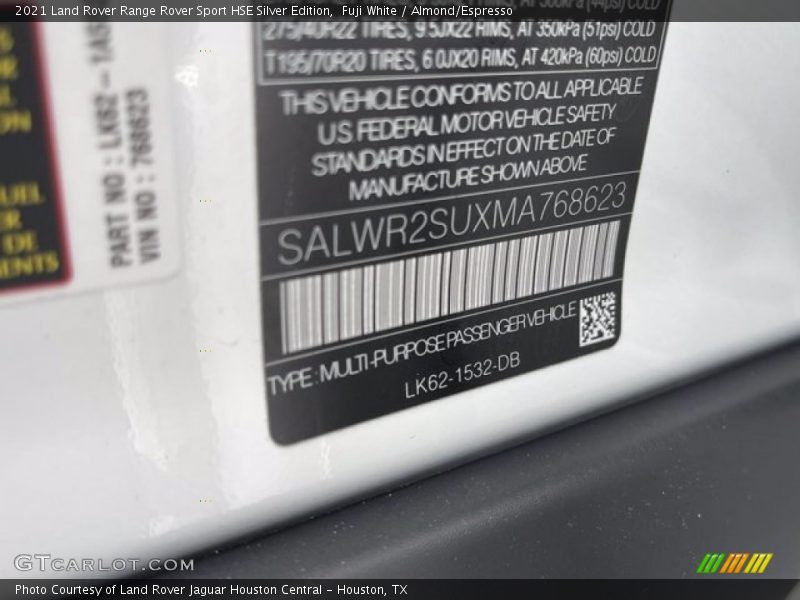 2021 Land Rover Range Rover Sport HSE Silver Edition, Fuji White / Almond/Espresso
275/40R22 TIRES, 9.5JX22 RIMS, AT 350kPa (51psi) COLD
T195/70R20 TIRES, 6.0JX20 RIMS, AT 420kPa (60psi) COLD
THIS VEHICLE CONFORMS TO ALL APPLICABLE
US FEDERAL MOTOR VEHICLE SAFETY
STANDARDS IN EFFECT ON THE DATE OF
MANUFACTURE SHOWN ABOVE
SALWR2SUXMA768623
TYPE: MULTI-PURPOSE PASSENGER VEHICLE
LK62-1532-DB
PART NO : LK62-
VIN NO : 768623
GTCARLOT.COM
Photo Courtesy of Land Rover Jaguar Houston Central - Houston, TX